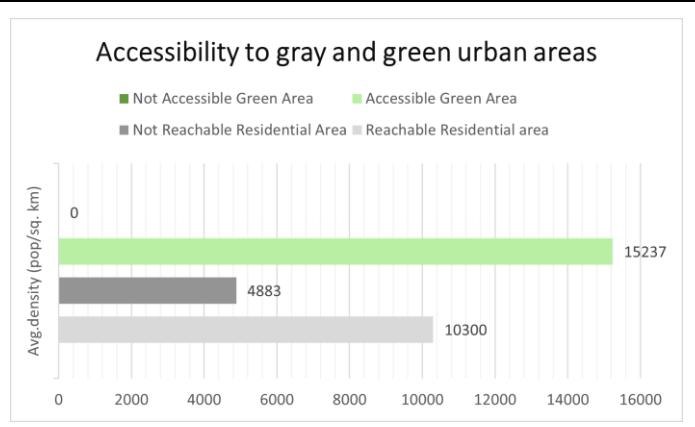 Accessibility to gray and green urban areas
Not Accessible Green Area Accessible Green Area
Not Reachable Residential Area Reachable Residential area
Avg.density (pop/sq. km)
0
15237
4883
10300
0 2000 4000 6000 8000 10000 12000 14000 16000